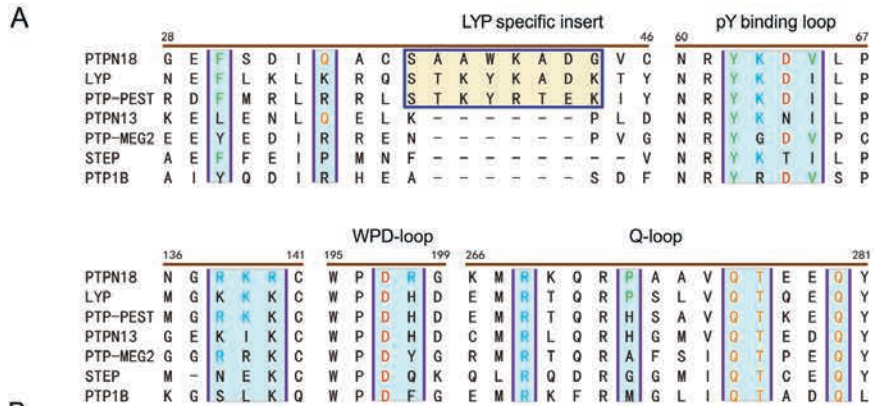 A
LYP specific insert pY binding loop
28 46 60 67
PTPN18 G E F S D I Q A C S A A W K A D G V C N R Y K D V L P
LYP N E F L K L K R Q S T K Y K A D K T Y N R Y K D I L P
PTP-PEST R D F M R L R R L S T K Y R T E K I Y N R Y K D I L P
PTPN13 K E L E N L Q E L K - - - - - - P L D N R Y K N I L P
PTP-MEG2 E E Y E D I R R E N - - - - - - P V G N R Y G D V P C
STEP A E F F E I P M N F - - - - - - - - V N R Y K T I L P
PTP1B A I Y Q D I R H E A - - - - - - S D F N R Y R D V S P
WPD-loop Q-loop
136 141 195 199 266 281
PTPN18 N G R K R C W P D R G K M R K Q R P A A V Q T E E Q Y
LYP M G K K K C W P D H D E M R T Q R P S L V Q T Q E Q Y
PTP-PEST M G R K K C W P D H D E M R T Q R H S A V Q T K E Q Y
PTPN13 G E K I K C W P D H D C M R L Q R H G M V Q T E D Q Y
PTP-MEG2 G G R R K C W P D Y G R M R T Q R A F S I Q T P E Q Y
STEP M - N E K C W P D Q K Q L R Q D R G G M I Q T C E Q Y
PTP1B K G S L K Q W P D F G E M R K F R M G L I Q T A D Q L